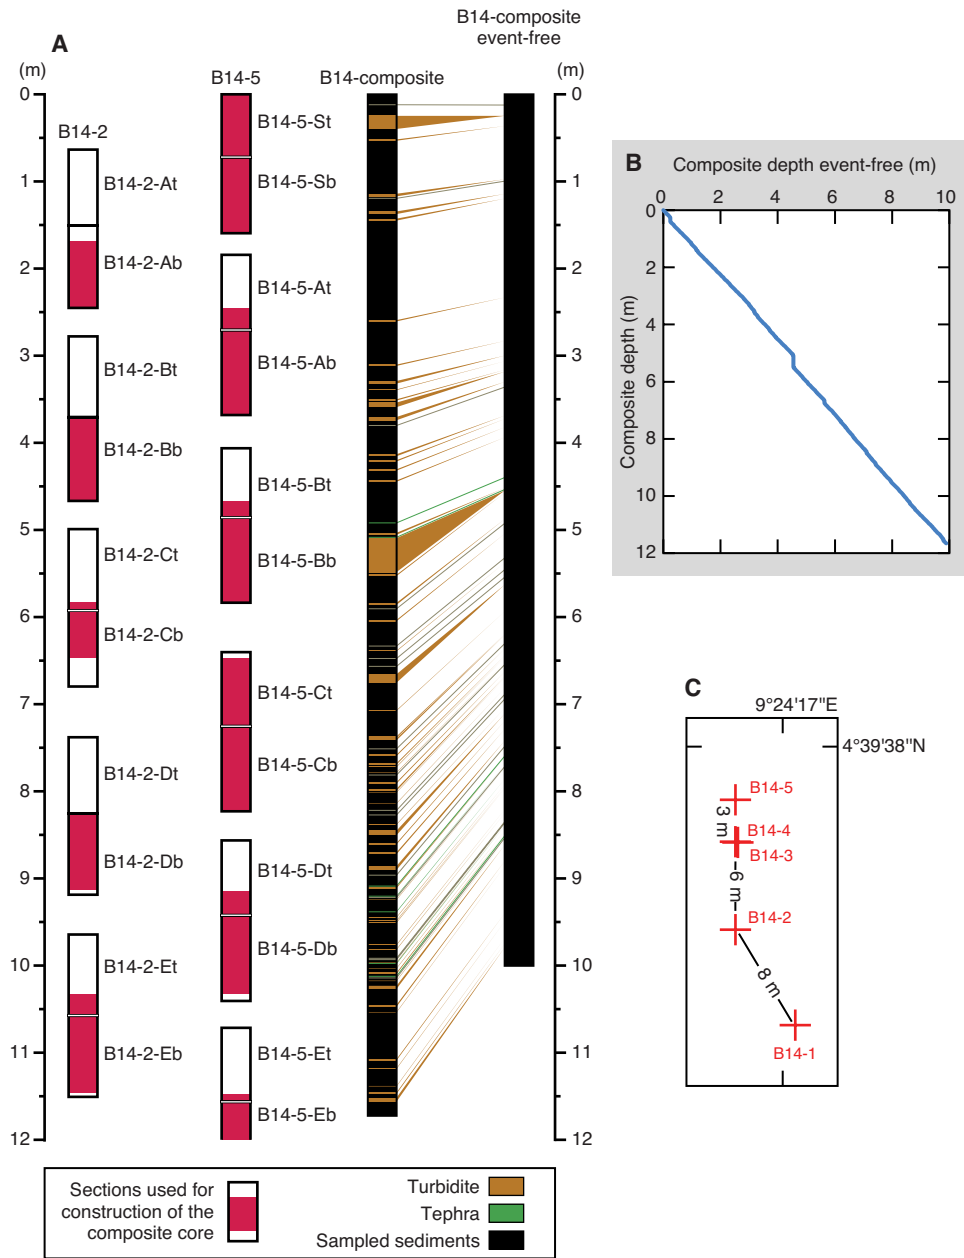 B14-composite
event-free
A
(m)
(m)
B14-5
B14-composite
B14-2
0
1
2
3
4
5
6
7
8
9
10
11
12
B14-2-At
B14-2-Ab
B14-2-Bt
B14-2-Bb
B14-2-Ct
B14-2-Cb
B14-2-Dt
B14-2-Db
B14-2-Et
B14-2-Eb
B14-5-St
B14-5-Sb
B14-5-At
B14-5-Ab
B14-5-Bt
B14-5-Bb
B14-5-Ct
B14-5-Cb
B14-5-Dt
B14-5-Db
B14-5-Et
B14-5-Eb
0
1
2
3
4
5
6
7
8
9
10
11
12
Sections used for
construction of the
composite core
Turbidite
Tephra
Sampled sediments
B
Composite depth event-free (m)
0 2 4 6 8 10
Composite depth (m)
0
2
4
6
8
10
12
C
9°24'17"E
4°39'38"N
B14-5
3 m
B14-4
B14-3
6 m
B14-2
8 m
B14-1